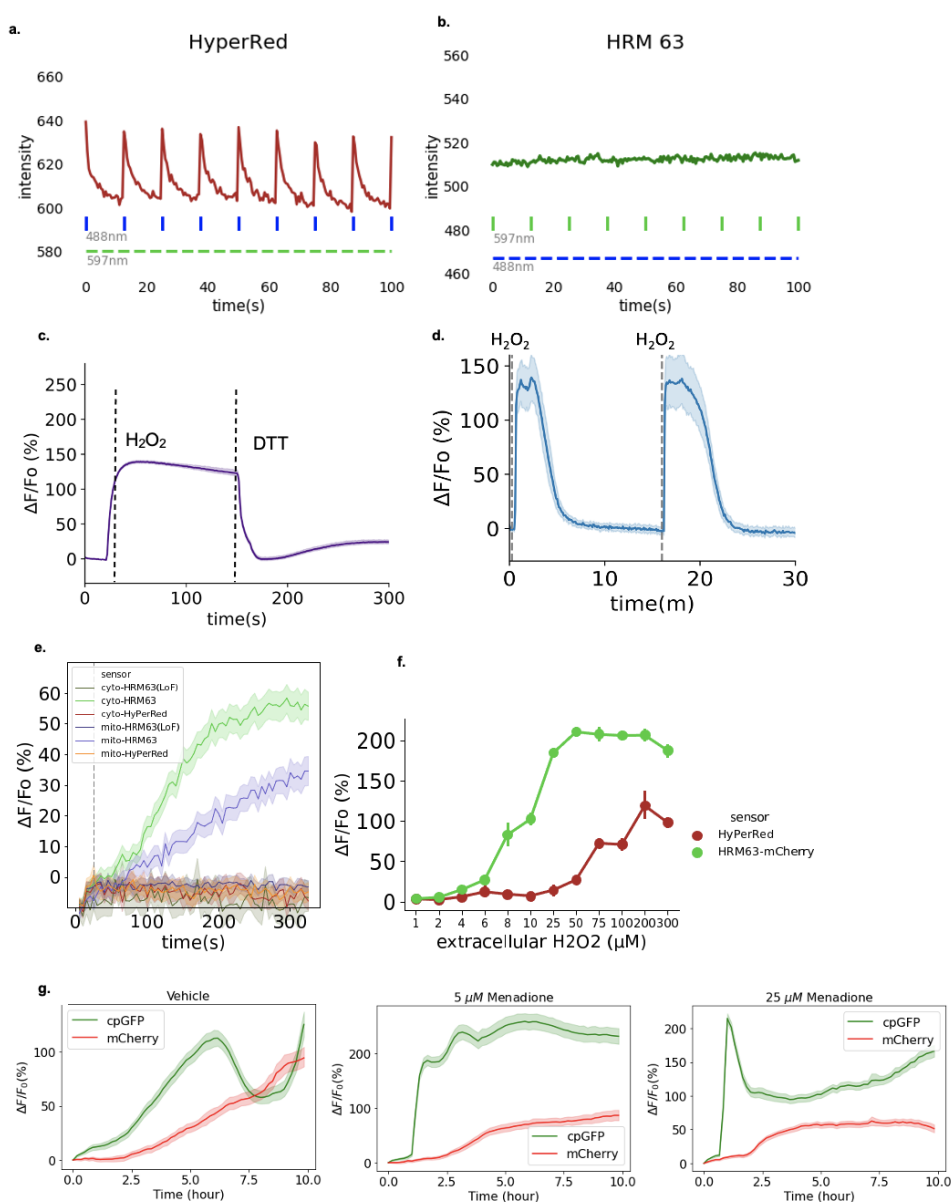 a.
HyperRed
660
640
620
600
580
intensity
488nm
597nm
0 20 40 60 80 100
time(s)
b.
HRM 63
560
540
520
500
480
460
intensity
597nm
488nm
0 20 40 60 80 100
time(s)
c.
250
200
150
100
50
0
ΔF/Fo (%)
H₂O₂
DTT
0 100 200 300
time(s)
d.
H₂O₂ H₂O₂
150
100
50
0
ΔF/Fo (%)
0 10 20 30
time(m)
e.
60
50
40
30
20
10
0
ΔF/Fo (%)
sensor
cyto-HRM63(LoF)
cyto-HRM63
cyto-HyPerRed
mito-HRM63(LoF)
mito-HRM63
mito-HyPerRed
0 100 200 300
time(s)
f.
200
150
100
50
0
ΔF/Fo (%)
sensor
HyPerRed
HRM63-mCherry
1 2 4 6 8 10 25 50 75 100 200 300
extracellular H2O2 (μM)
g.
Vehicle
cpGFP
mCherry
100
50
0
ΔF/F₀(%)
0.0 2.5 5.0 7.5 10.0
Time (hour)
5 μM Menadione
200
100
0
ΔF/F₀(%)
cpGFP
mCherry
0.0 2.5 5.0 7.5 10.0
Time (hour)
25 μM Menadione
cpGFP
mCherry
200
150
100
50
0
ΔF/F₀(%)
0.0 2.5 5.0 7.5 10.0
Time (hour)